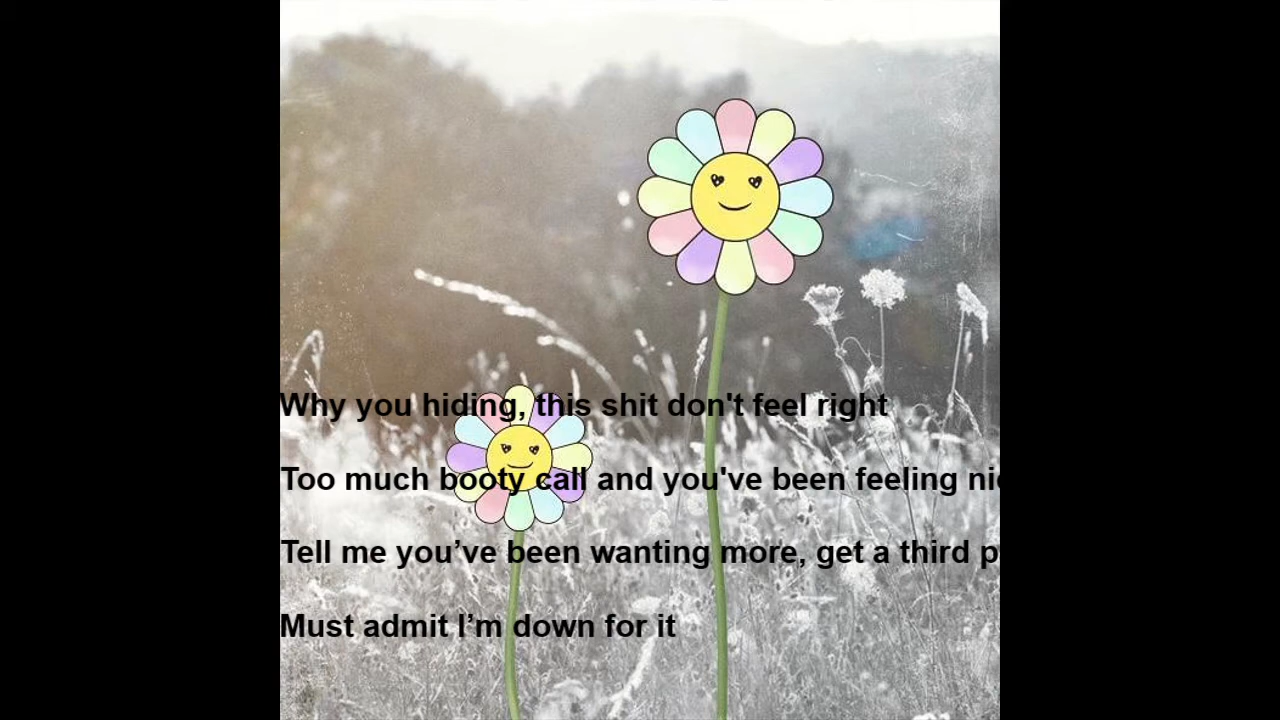 Why you hiding, this shit don't feel right
Too much booty call and you've been feeling
Tell me you’ve been wanting more, get a third
Must admit I’m down for it